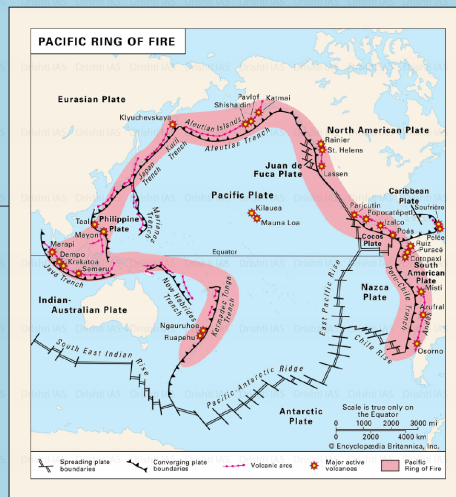 PACIFIC RING OF FIRE
Eurasian Plate
Klyuchevskaya
Pavlof
Katmai
Shishaldin
Aleutian Islands
Aleutian Trench
North American Plate
Rainier
St. Helens
Juan de
Fuca Plate
Lassen
Kuril
Trench
Japan
Trench
Marianas
Trench
Pacific Plate
Kilauea
Mauna Loa
Caribbean
Plate
Paricutin
Popocatépetl
Soufrière
Izalco
Pelée
Poás
Cocos
Plate
Ruiz
Puracé
Cotopaxi
Taal
Philippine
Plate
Mayon
Merapi
Dempo
Krakatoa
Semeru
Java Trench
Equator
South
American
Plate
Misti
Nazca
Plate
Peru-Chile
Trench
Andes
Osorno
Indian-
Australian Plate
New Hebrides
Trench
Kermadec-Tonga
Trench
Ngauruhoe
Ruapehu
East Pacific Rise
Chile Rise
South East Indian Rise
Pacific-Antarctic Ridge
Antarctic
Plate
Scale is true only on
the Equator
0 1000 2000 3000 mi
0 2000 4000 km
© Encyclopædia Britannica, Inc.
Spreading plate
boundaries
Converging plate
boundaries
Volcanic arcs
Major active
volcanoes
Pacific
Ring of Fire
Drishti IAS